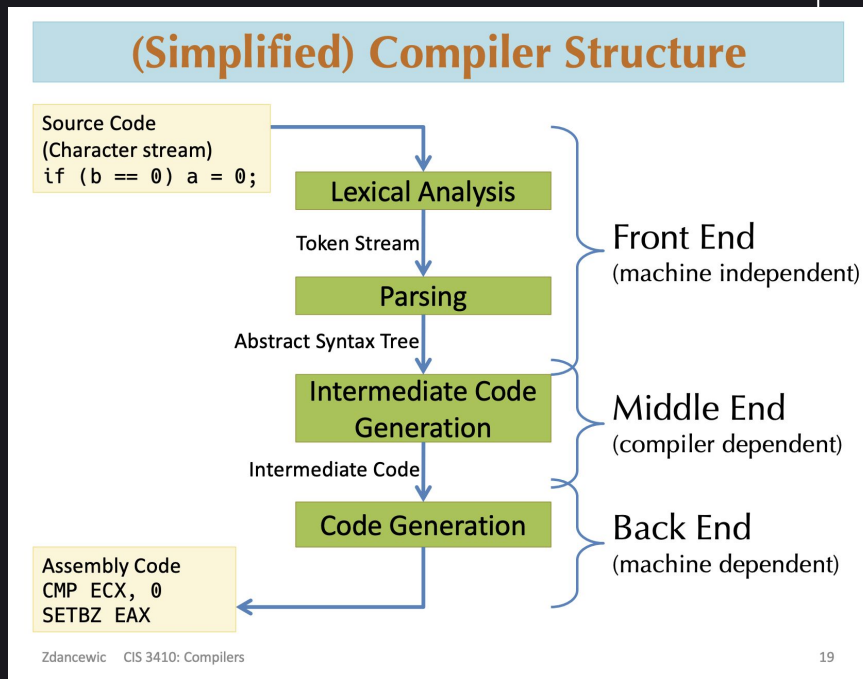 (Simplified) Compiler Structure
Source Code
(Character stream)
if (b == 0) a = 0;
Lexical Analysis
Token Stream
Parsing
Abstract Syntax Tree
Intermediate Code
Generation
Intermediate Code
Code Generation
Assembly Code
CMP ECX, 0
SETBZ EAX
Front End
(machine independent)
Middle End
(compiler dependent)
Back End
(machine dependent)
Zdancewic CIS 3410: Compilers
19